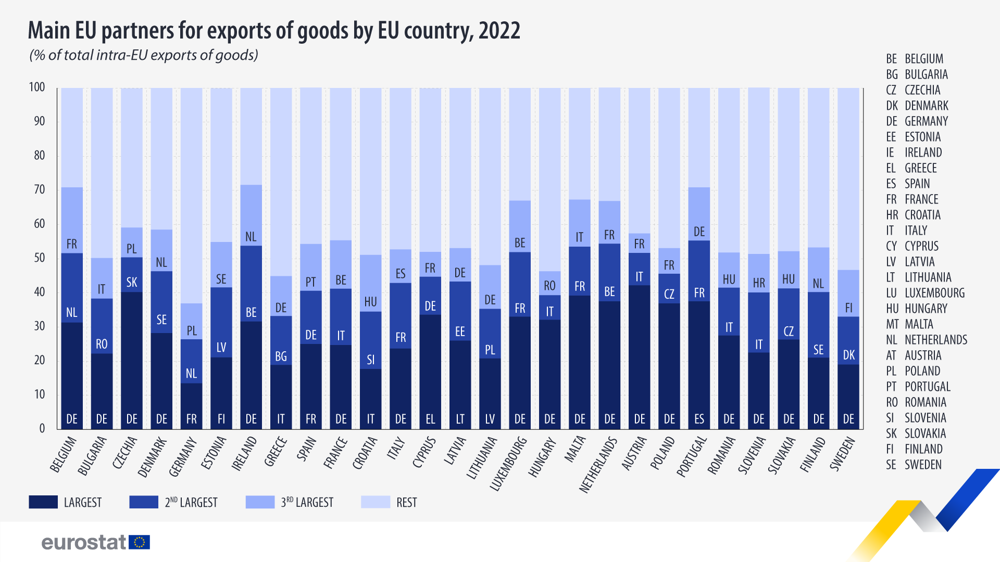 Main EU partners for exports of goods by EU country, 2022
(% of total intra-EU exports of goods)
100
90
80
70
60
50
40
30
20
10
0
FR
NL
DE
IT
RO
DE
PL
SK
DE
NL
SE
DE
PL
NL
FR
SE
LV
FI
NL
BE
DE
DE
BG
IT
PT
DE
FR
BE
IT
DE
HU
SI
IT
ES
FR
DE
FR
DE
EL
DE
EE
LT
DE
PL
LV
BE
FR
DE
RO
IT
DE
IT
FR
DE
FR
BE
DE
FR
IT
DE
FR
CZ
DE
DE
FR
ES
HU
IT
DE
HR
IT
DE
HU
CZ
DE
NL
SE
DE
FI
DK
DE
BELGIUM
BULGARIA
CZECHIA
DENMARK
GERMANY
ESTONIA
IRELAND
GREECE
SPAIN
FRANCE
CROATIA
ITALY
CYPRUS
LATVIA
LITHUANIA
LUXEMBOURG
HUNGARY
MALTA
NETHERLANDS
AUSTRIA
POLAND
PORTUGAL
ROMANIA
SLOVENIA
SLOVAKIA
FINLAND
SWEDEN
LARGEST
2ND LARGEST
3RD LARGEST
REST
BE BELGIUM
BG BULGARIA
CZ CZECHIA
DK DENMARK
DE GERMANY
EE ESTONIA
IE IRELAND
EL GREECE
ES SPAIN
FR FRANCE
HR CROATIA
IT ITALY
CY CYPRUS
LV LATVIA
LT LITHUANIA
LU LUXEMBOURG
HU HUNGARY
MT MALTA
NL NETHERLANDS
AT AUSTRIA
PL POLAND
PT PORTUGAL
RO ROMANIA
SI SLOVENIA
SK SLOVAKIA
FI FINLAND
SE SWEDEN
eurostat